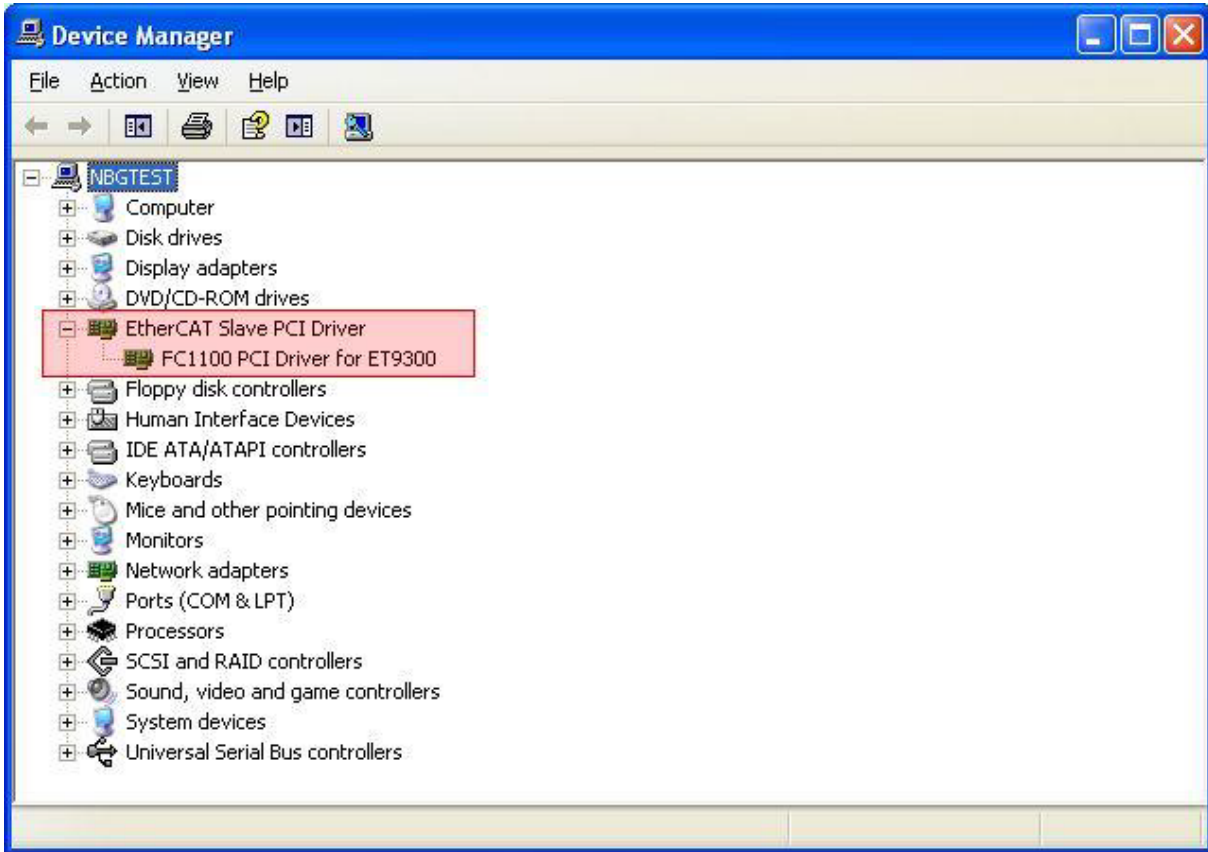 Device Manager
File Action View Help
NBGTEST
Computer
Disk drives
Display adapters
DVD/CD-ROM drives
EtherCAT Slave PCI Driver
FC1100 PCI Driver for ET9300
Floppy disk controllers
Human Interface Devices
IDE ATA/ATAPI controllers
Keyboards
Mice and other pointing devices
Monitors
Network adapters
Ports (COM & LPT)
Processors
SCSI and RAID controllers
Sound, video and game controllers
System devices
Universal Serial Bus controllers